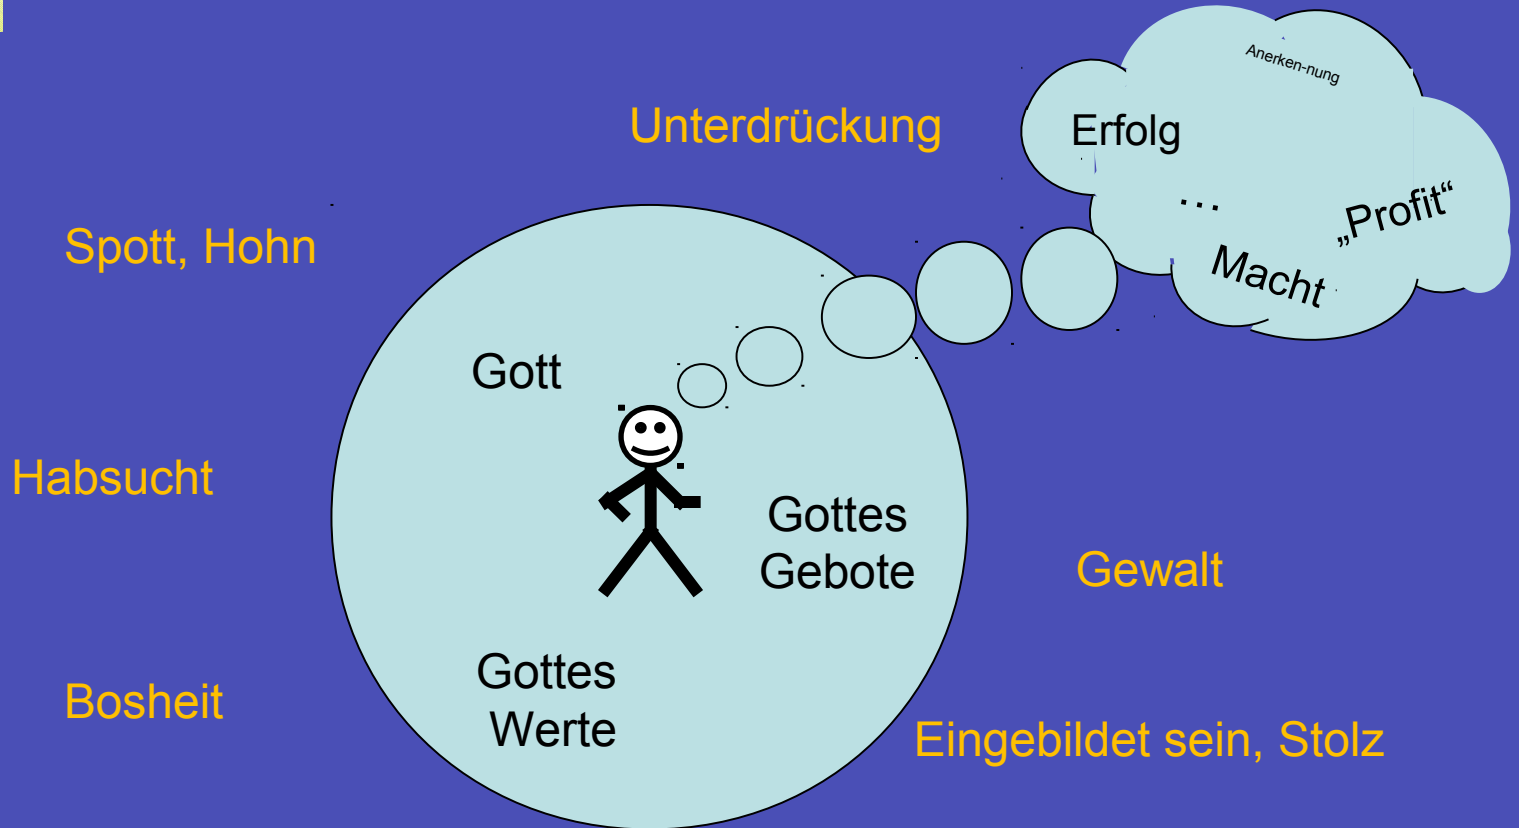 Anerken-nung
Unterdrückung
Erfolg
...
„Profit“
Spott, Hohn
Macht
Gott
Habsucht
Gottes
Gebote
Gewalt
Gottes
Werte
Bosheit
Eingebildet sein, Stolz